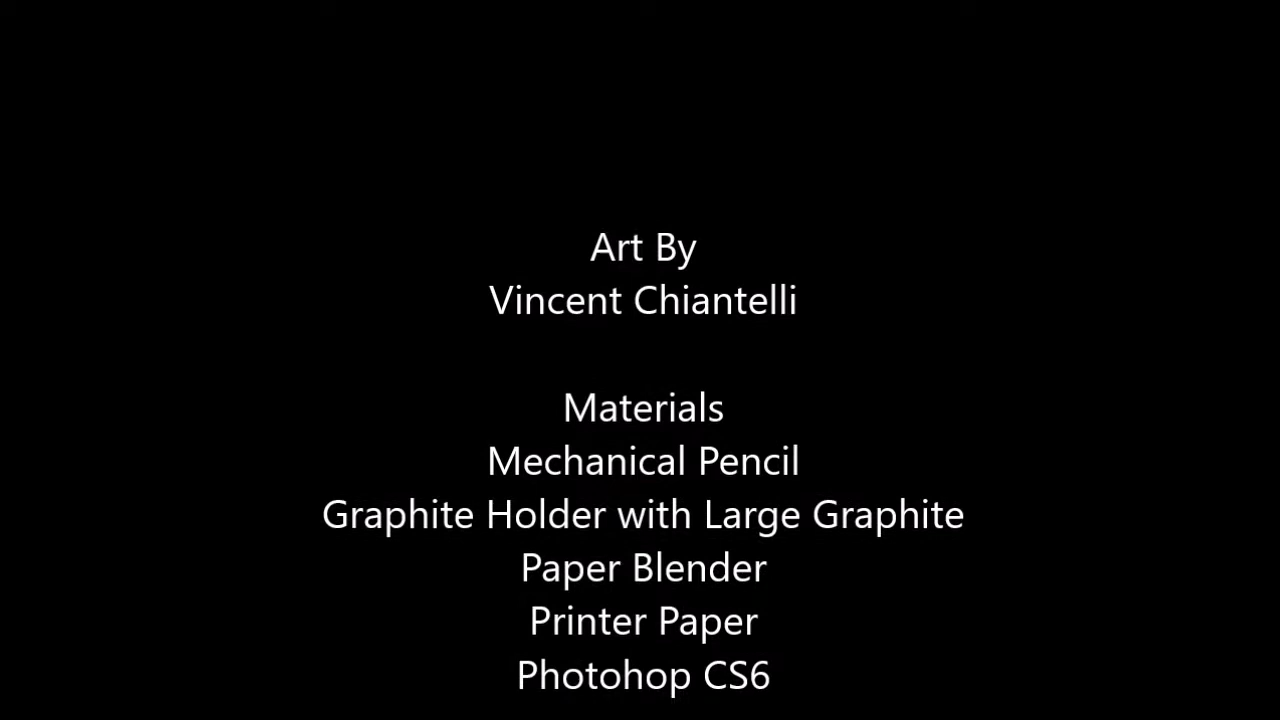 Art By
Vincent Chiantelli
Materials
Mechanical Pencil
Graphite Holder with Large Graphite
Paper Blender
Printer Paper
Photohop CS6